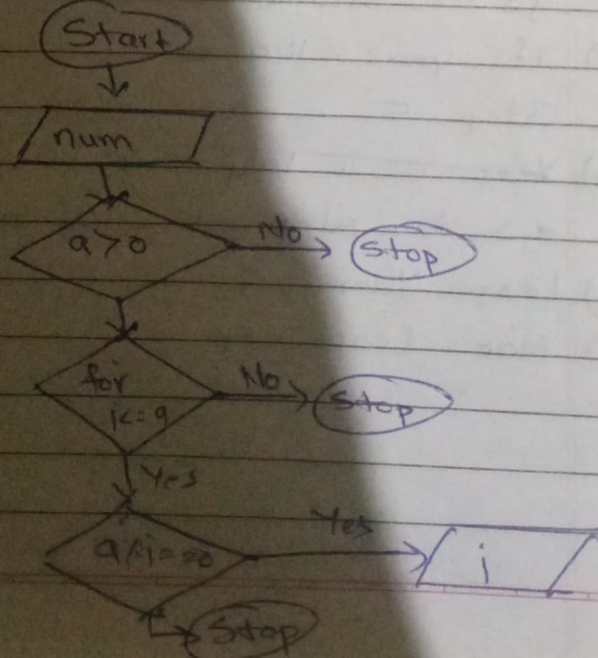 Start
num
a>0
No
Stop
for
i<=a
No
Stop
Yes
a%i==0
Yes
i
Stop